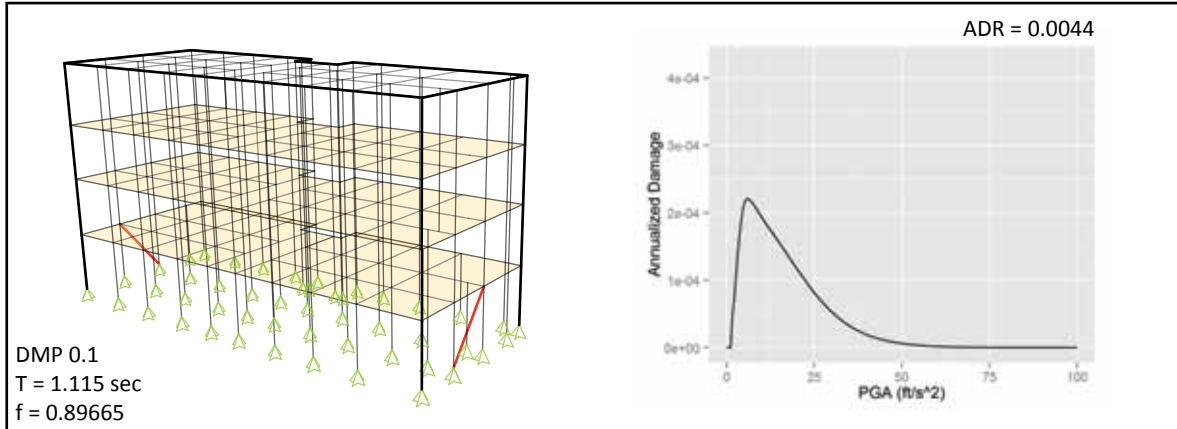 DMP 0.1
T = 1.115 sec
f = 0.89665
ADR = 0.0044
Annualized Damage
4e-04
3e-04
2e-04
1e-04
0e+00
0
25
50
75
100
PGA (ft/s^2)